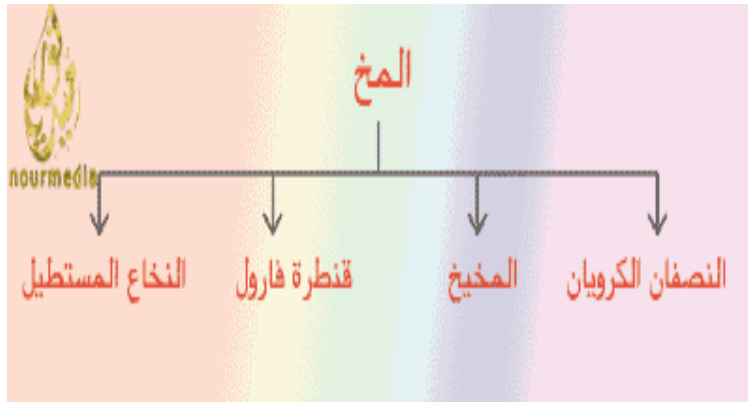 المخ
النصفان الكرويان
المخيخ
قنطرة فارول
النخاع المستطيل
nourmedia